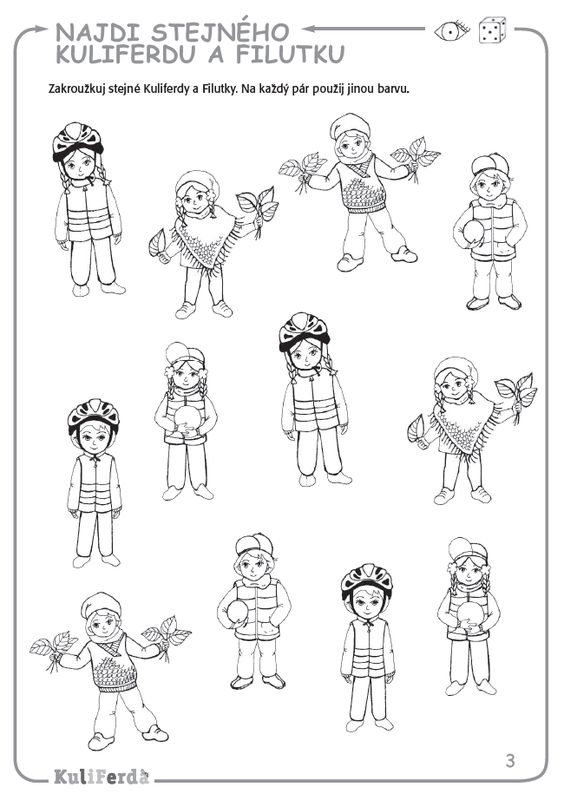 NAJDI STEJNÉHO
KULIFERDU A FILUTKU
Zakroužkuj stejné Kuliferdy a Filutky. Na každý pár použij jinou barvu.
3
KuliFerda